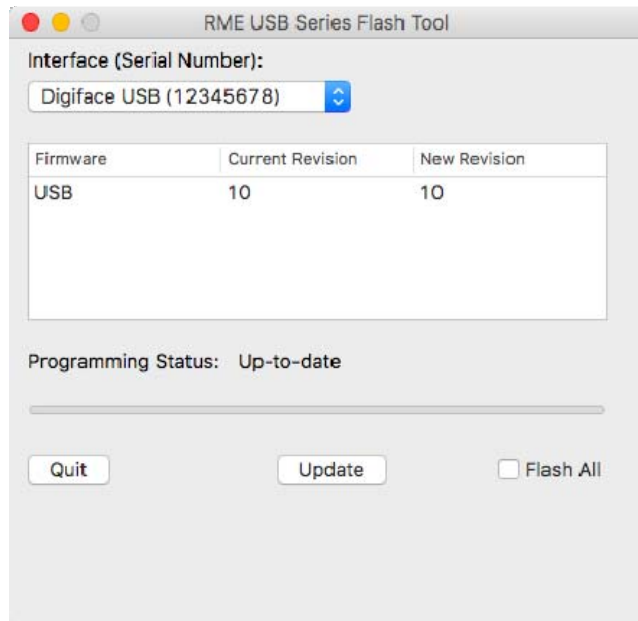 RME USB Series Flash Tool
Interface (Serial Number):
Digiface USB (12345678)
Firmware Current Revision New Revision
USB 10 10
Programming Status: Up-to-date
Quit Update Flash All